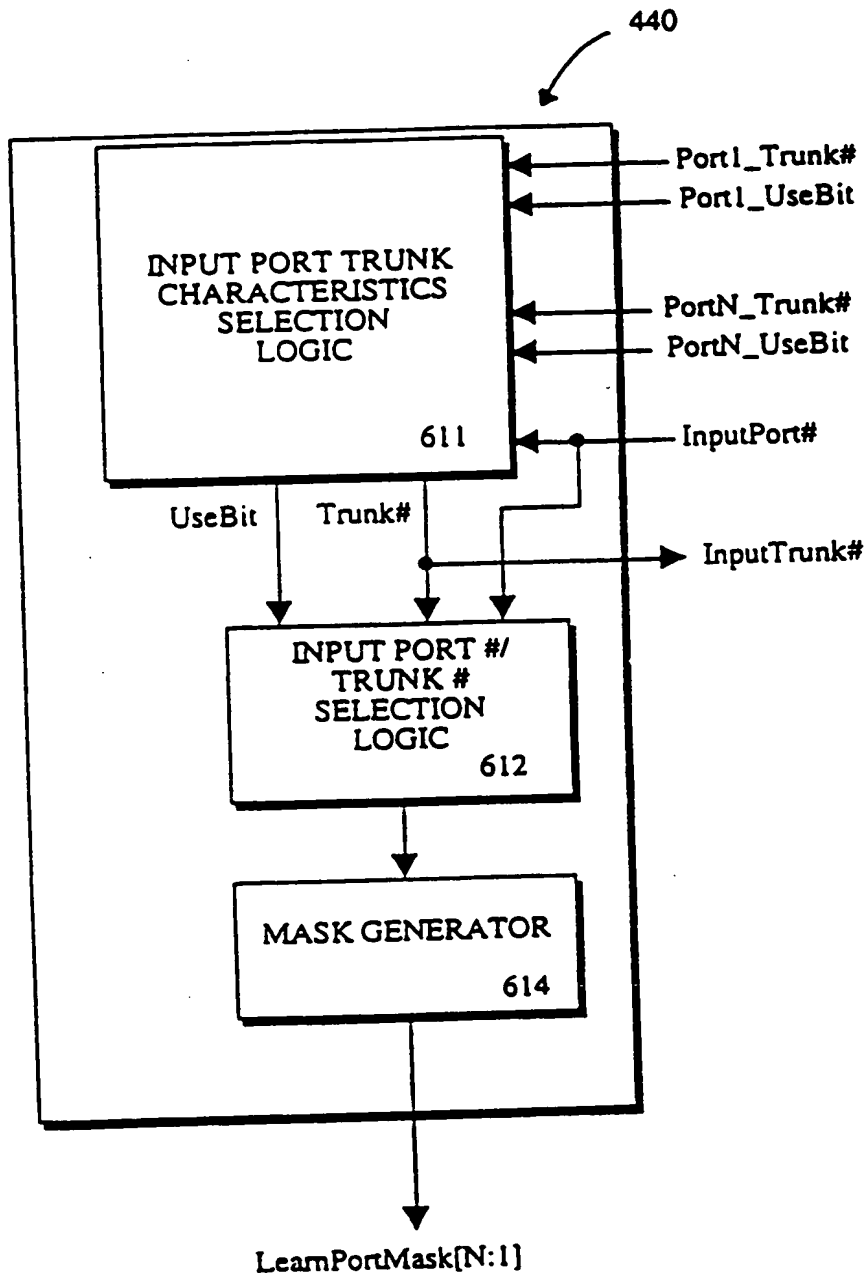 440
Port1_Trunk#
Port1_UseBit
INPUT PORT TRUNK
CHARACTERISTICS
SELECTION
LOGIC
PortN_Trunk#
PortN_UseBit
611
InputPort#
UseBit
Trunk#
InputTrunk#
INPUT PORT #/
TRUNK #
SELECTION
LOGIC
612
MASK GENERATOR
614
LearnPortMask[N:1]